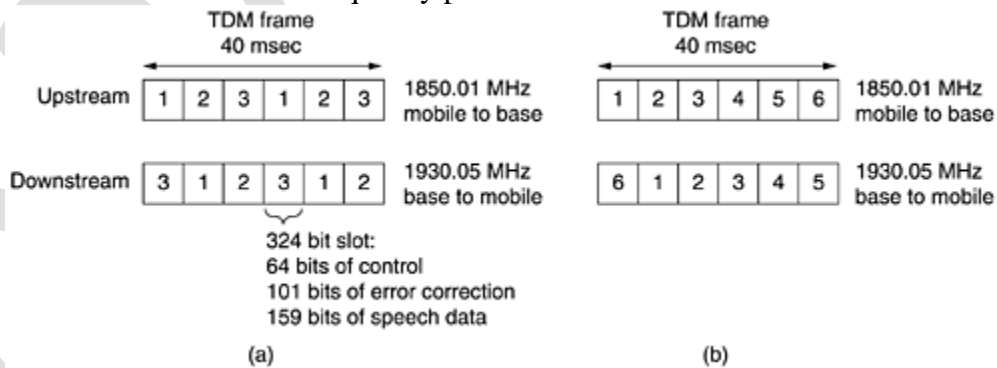 TDM frame
40 msec
Upstream 1 2 3 1 2 3 1850.01 MHz
mobile to base
Downstream 3 1 2 3 1 2 1930.05 MHz
base to mobile
324 bit slot:
64 bits of control
101 bits of error correction
159 bits of speech data
(a)
TDM frame
40 msec
1 2 3 4 5 6 1850.01 MHz
mobile to base
6 1 2 3 4 5 1930.05 MHz
base to mobile
(b)